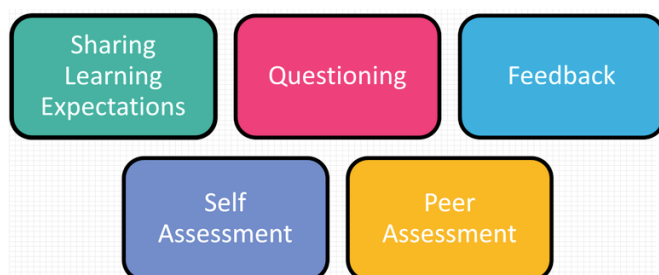 Sharing
Learning
Expectations
Questioning
Feedback
Self
Assessment
Peer
Assessment